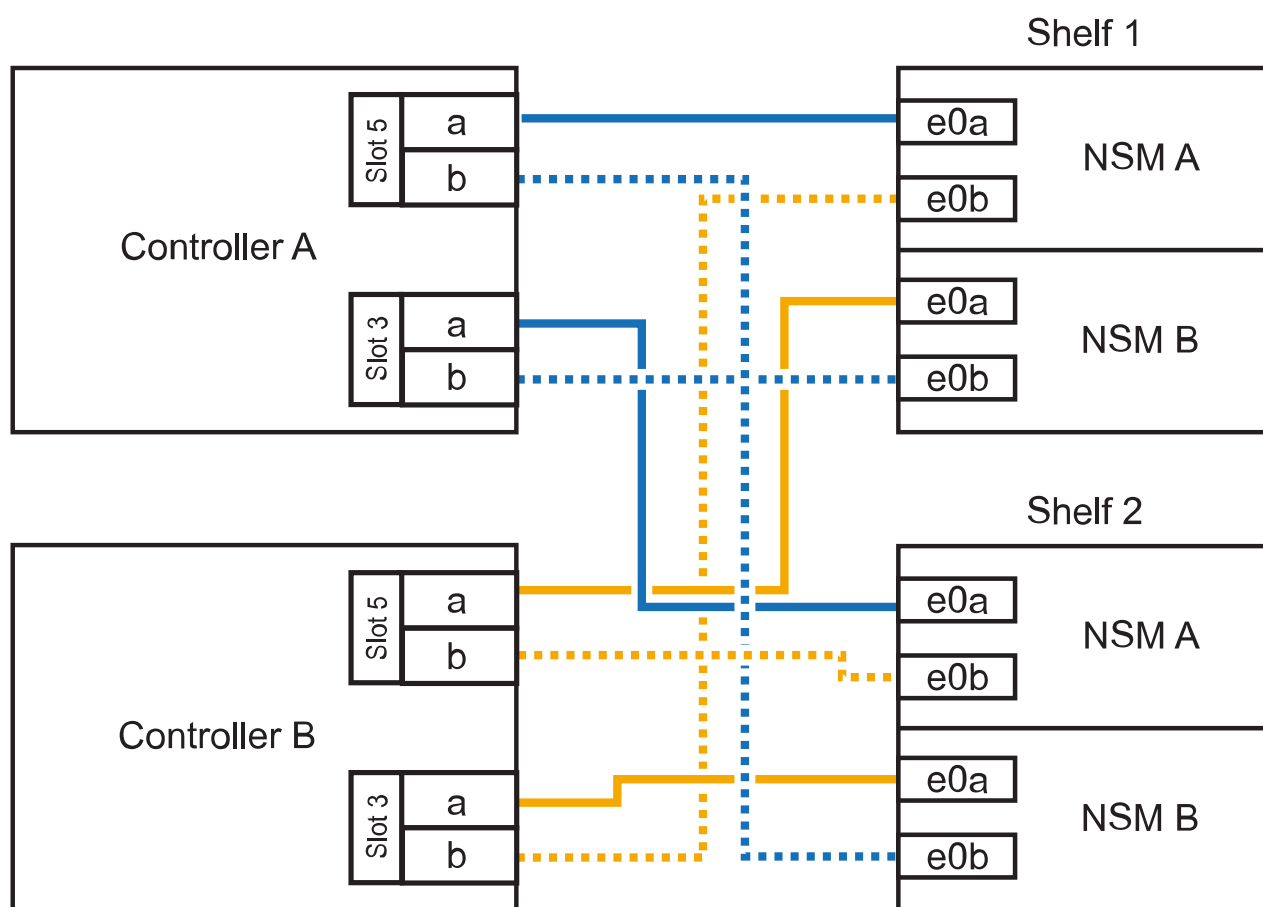 Shelf 1
Controller A
Slot 5
a
b
Slot 3
a
b
e0a
e0b
NSM A
e0a
e0b
NSM B
Shelf 2
Controller B
Slot 5
a
b
Slot 3
a
b
e0a
e0b
NSM A
e0a
e0b
NSM B